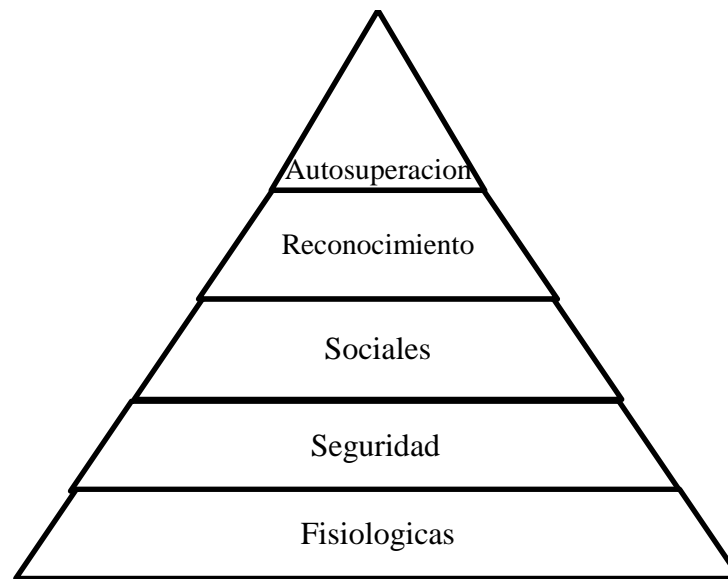 Autosuperacion
Reconocimiento
Sociales
Seguridad
Fisiologicas